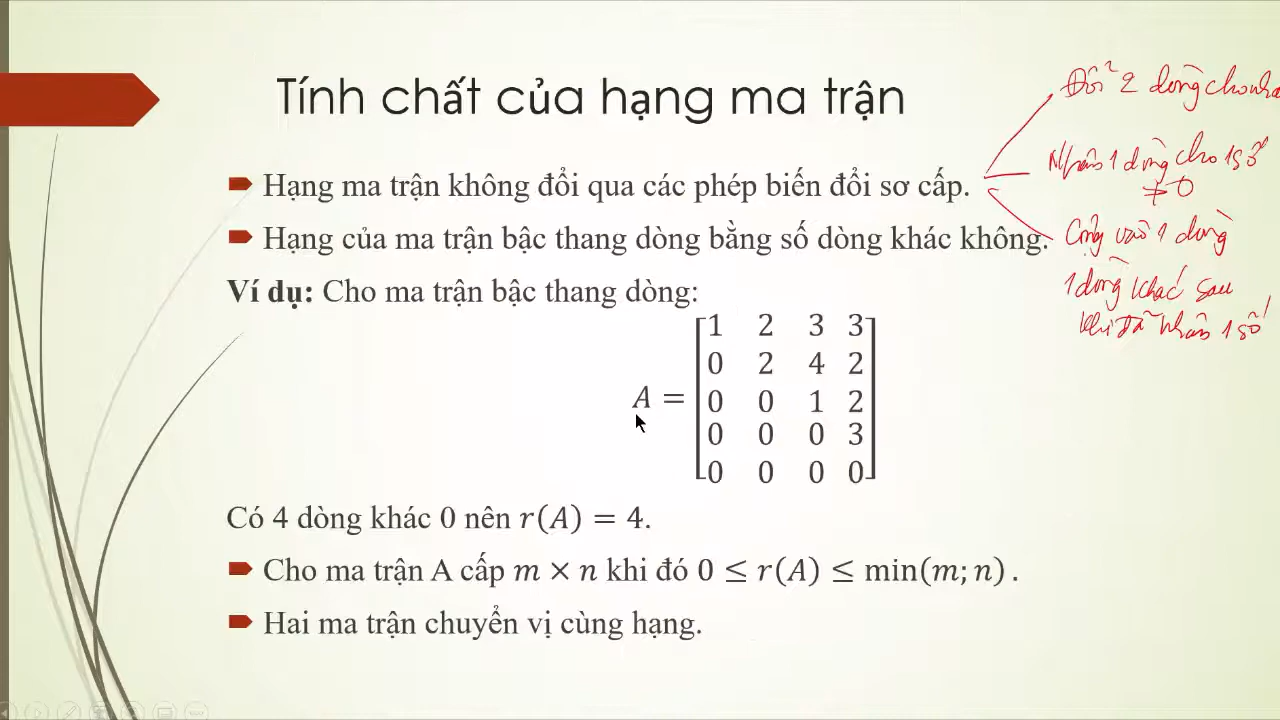 Tính chất của hạng ma trận
Hạng ma trận không đổi qua các phép biến đổi sơ cấp.
Hạng của ma trận bậc thang dòng bằng số dòng khác không.
Ví dụ: Cho ma trận bậc thang dòng:
A =
1 2 3 3
0 2 4 2
0 0 1 2
0 0 0 3
0 0 0 0
Có 4 dòng khác 0 nên r(A) = 4.
Cho ma trận A cấp m × n khi đó 0 ≤ r(A) ≤ min(m; n) .
Hai ma trận chuyển vị cùng hạng.
Đổi 2 dòng cho nha
Nhân 1 dòng cho 1 số
≠ 0
Cộng vào 1 dòng
1 dòng khác sau
khi đã nhân 1 số